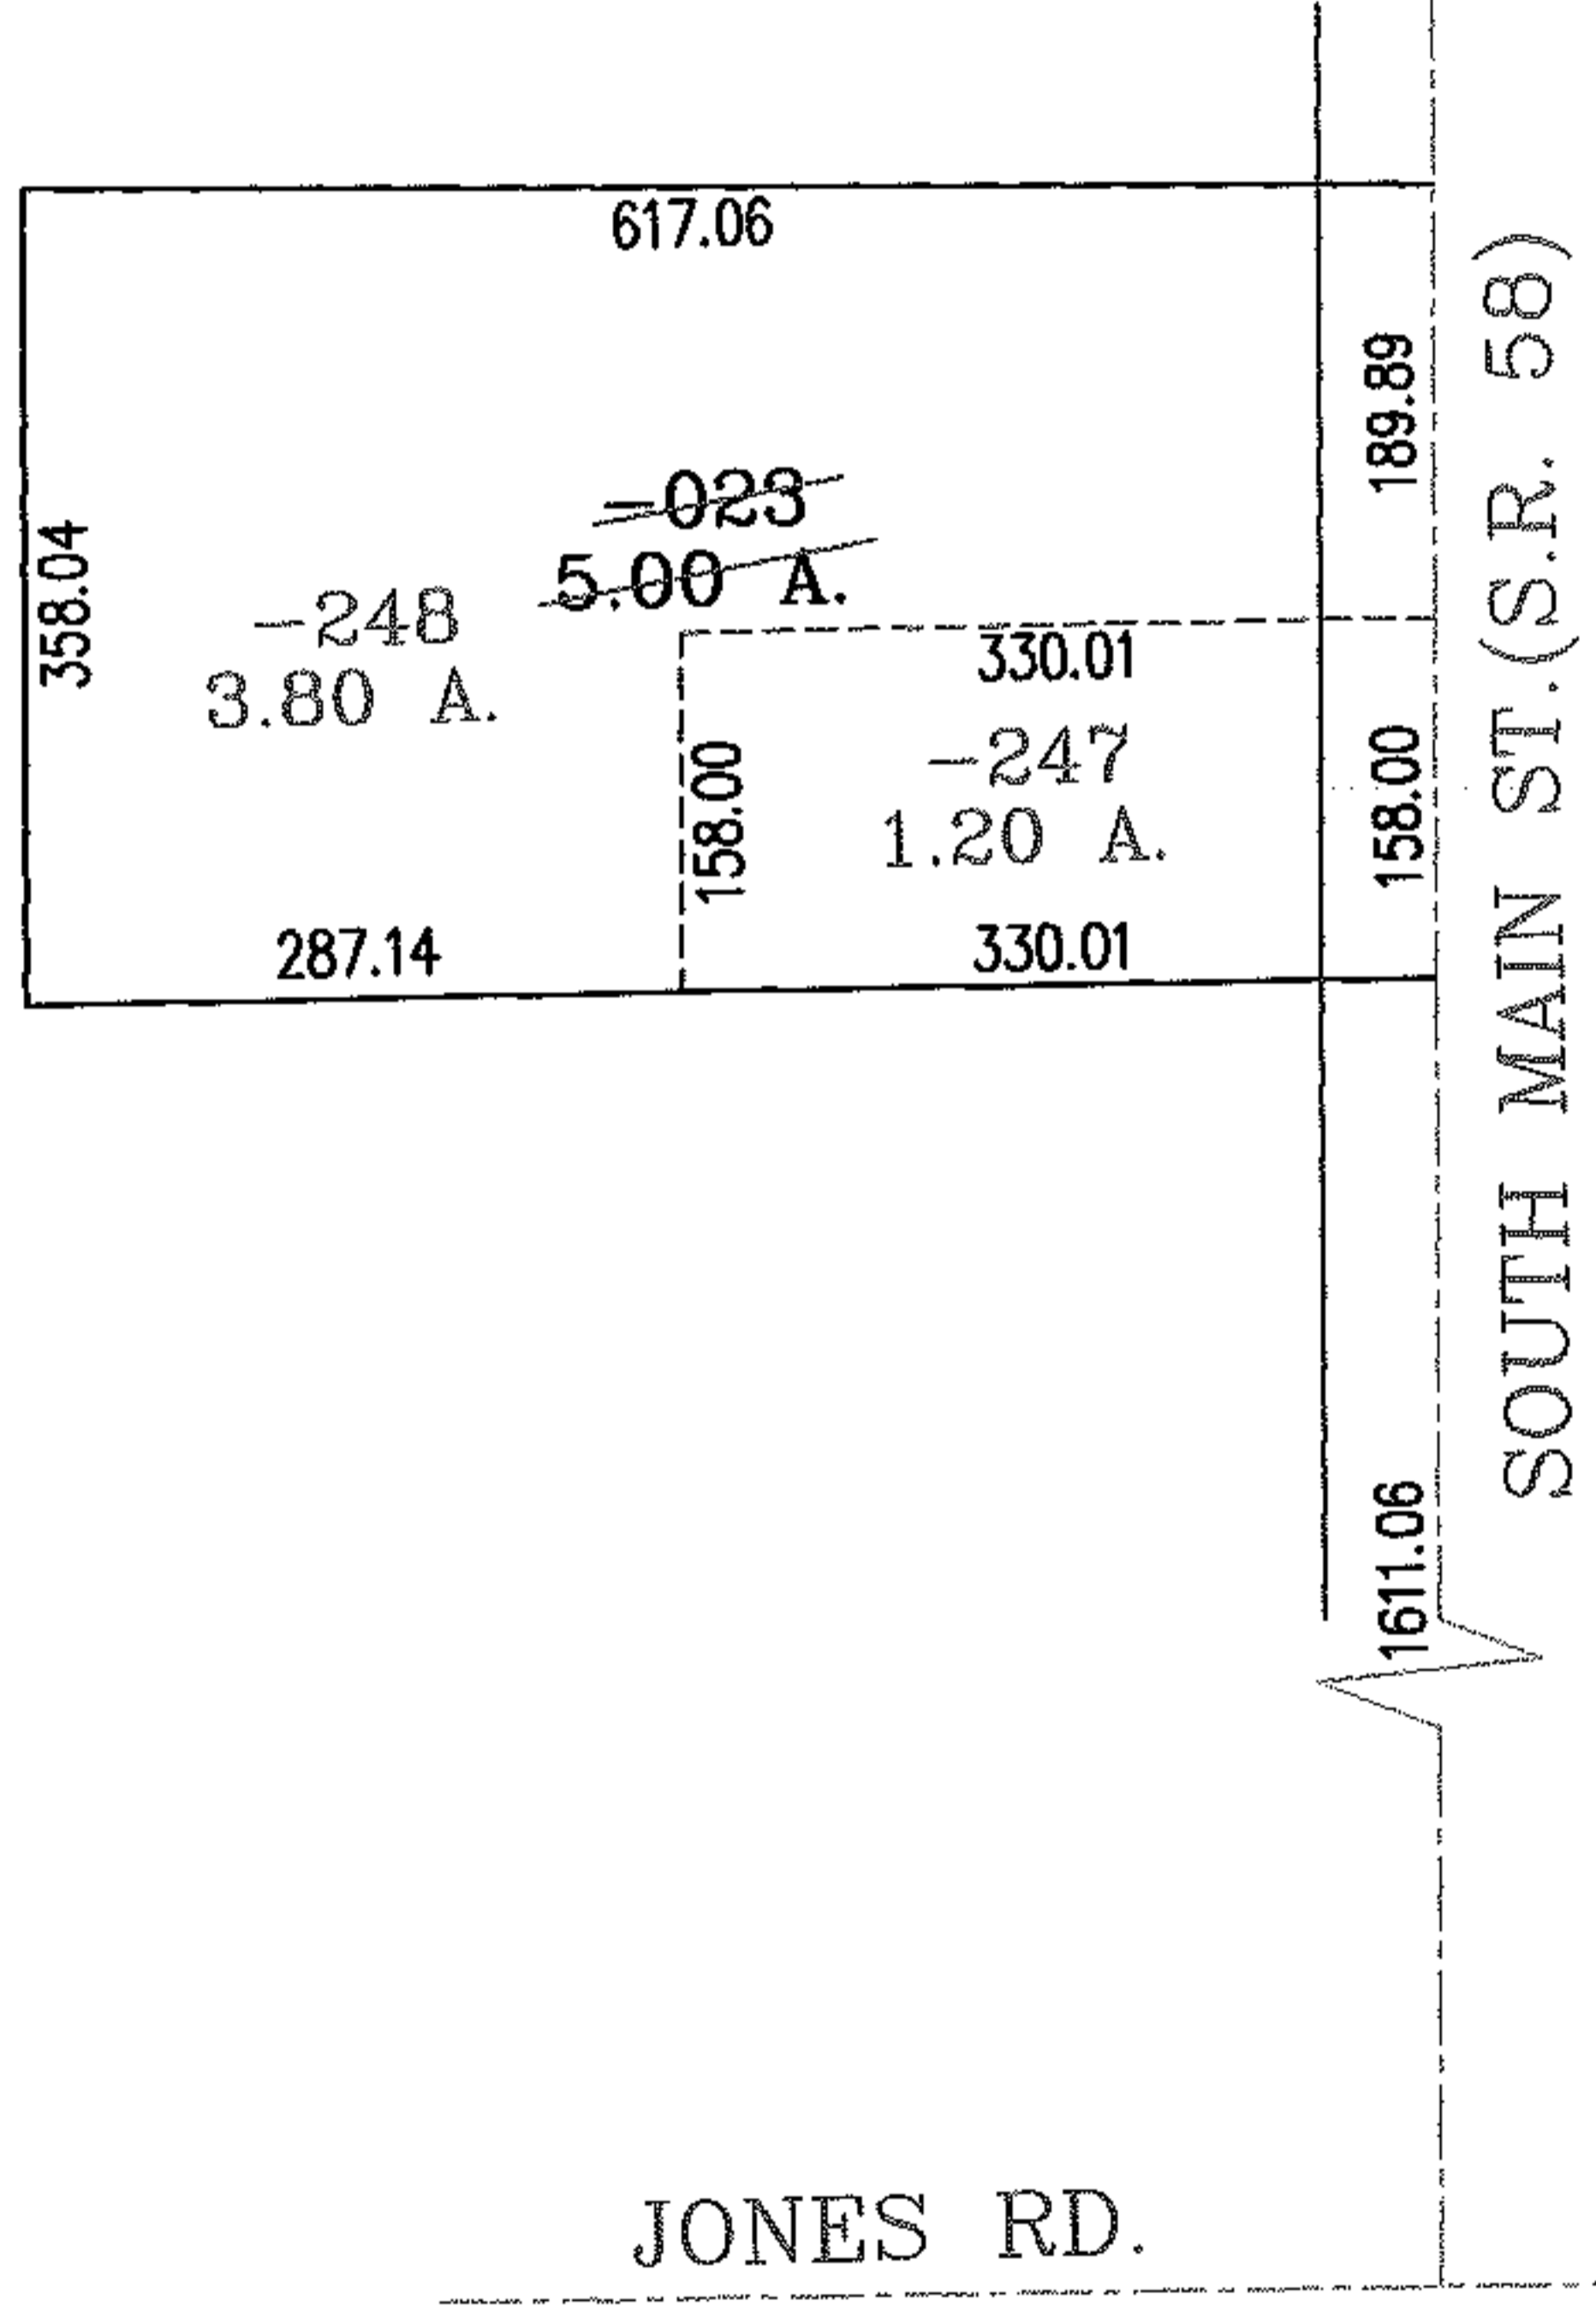 617.06
189.89
-023
5.00 A.
358.04
-248
3.80 A.
330.01
-247
1.20 A.
158.00
158.00
287.14
330.01
SOUTH MAIN ST.(S.R. 58)
1611.06
JONES RD.